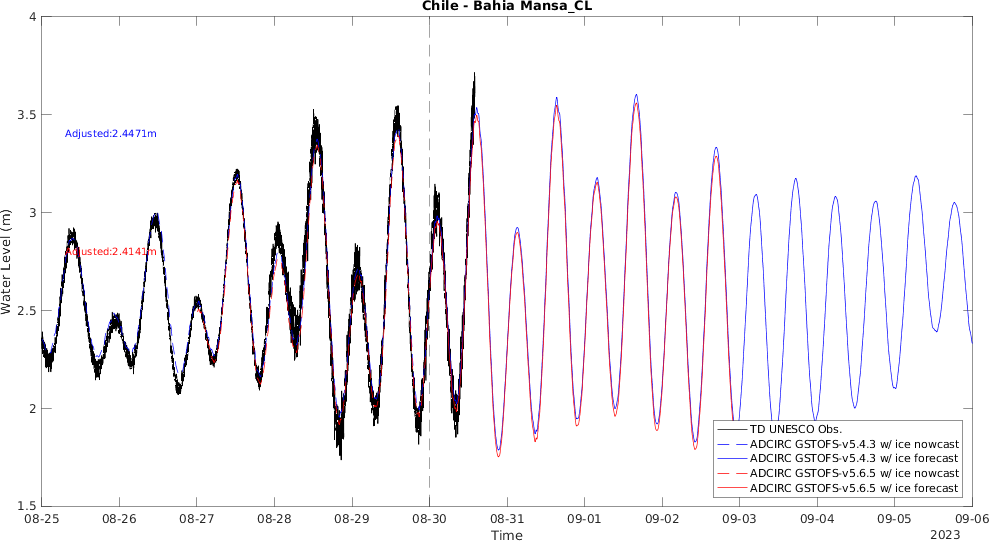 Chile - Bahia Mansa_CL
4
3.5
3
2.5
2
1.5
Water Level (m)
Adjusted:2.4471m
Adjusted:2.4141m
TD UNESCO Obs.
ADCIRC GSTOFS-v5.4.3 w/ ice nowcast
ADCIRC GSTOFS-v5.4.3 w/ ice forecast
ADCIRC GSTOFS-v5.6.5 w/ ice nowcast
ADCIRC GSTOFS-v5.6.5 w/ ice forecast
08-25 08-26 08-27 08-28 08-29 08-30 08-31 09-01 09-02 09-03 09-04 09-05 09-06
Time
2023